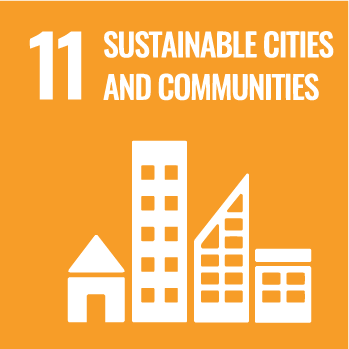 11 SUSTAINABLE CITIES
AND COMMUNITIES